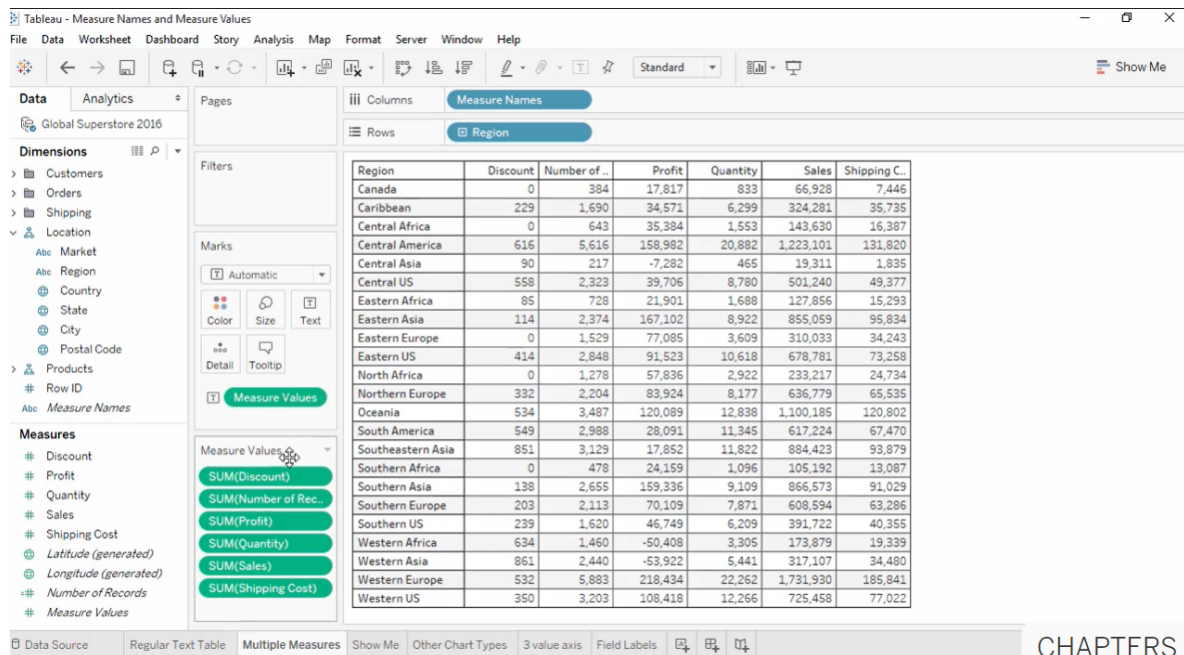 Tableau - Measure Names and Measure Values
File Data Worksheet Dashboard Story Analysis Map Format Server Window Help
Standard
Show Me
Data Analytics
Global Superstore 2016
Dimensions
Customers
Orders
Shipping
Location
Abc Market
Abc Region
Country
State
City
Postal Code
Products
# Row ID
Abc Measure Names
Measures
# Discount
# Profit
# Quantity
# Sales
# Shipping Cost
Latitude (generated)
Longitude (generated)
=# Number of Records
# Measure Values
Pages
Filters
Marks
T Automatic
Color Size Text
Detail Tooltip
T Measure Values
Measure Values
SUM(Discount)
SUM(Number of Rec..
SUM(Profit)
SUM(Quantity)
SUM(Sales)
SUM(Shipping Cost)
iii Columns Measure Names
Rows Region
Region Discount Number of .. Profit Quantity Sales Shipping C..
Canada 0 384 17,817 833 66,928 7,446
Caribbean 229 1,690 34,571 6,299 324,281 35,735
Central Africa 0 643 35,384 1,553 143,630 16,387
Central America 616 5,616 158,982 20,882 1,223,101 131,820
Central Asia 90 217 -7,282 465 19,311 1,835
Central US 558 2,323 39,706 8,780 501,240 49,377
Eastern Africa 85 728 21,901 1,688 127,856 15,293
Eastern Asia 114 2,374 167,102 8,922 855,059 95,834
Eastern Europe 0 1,529 77,085 3,609 310,033 34,243
Eastern US 414 2,848 91,523 10,618 678,781 73,258
North Africa 0 1,278 57,836 2,922 233,217 24,734
Northern Europe 332 2,204 83,924 8,177 636,779 65,535
Oceania 534 3,487 120,089 12,838 1,100,185 120,802
South America 549 2,988 28,091 11,345 617,224 67,470
Southeastern Asia 851 3,129 17,852 11,822 884,423 93,879
Southern Africa 0 478 24,159 1,096 105,192 13,087
Southern Asia 138 2,655 159,336 9,109 866,573 91,029
Southern Europe 203 2,113 70,109 7,871 608,594 63,286
Southern US 239 1,620 46,749 6,209 391,722 40,355
Western Africa 634 1,460 -50,408 3,305 173,879 19,339
Western Asia 861 2,440 -53,922 5,441 317,107 34,480
Western Europe 532 5,883 218,434 22,262 1,731,930 185,841
Western US 350 3,203 108,418 12,266 725,458 77,022
Data Source Regular Text Table Multiple Measures Show Me Other Chart Types 3 value axis Field Labels
CHAPTERS